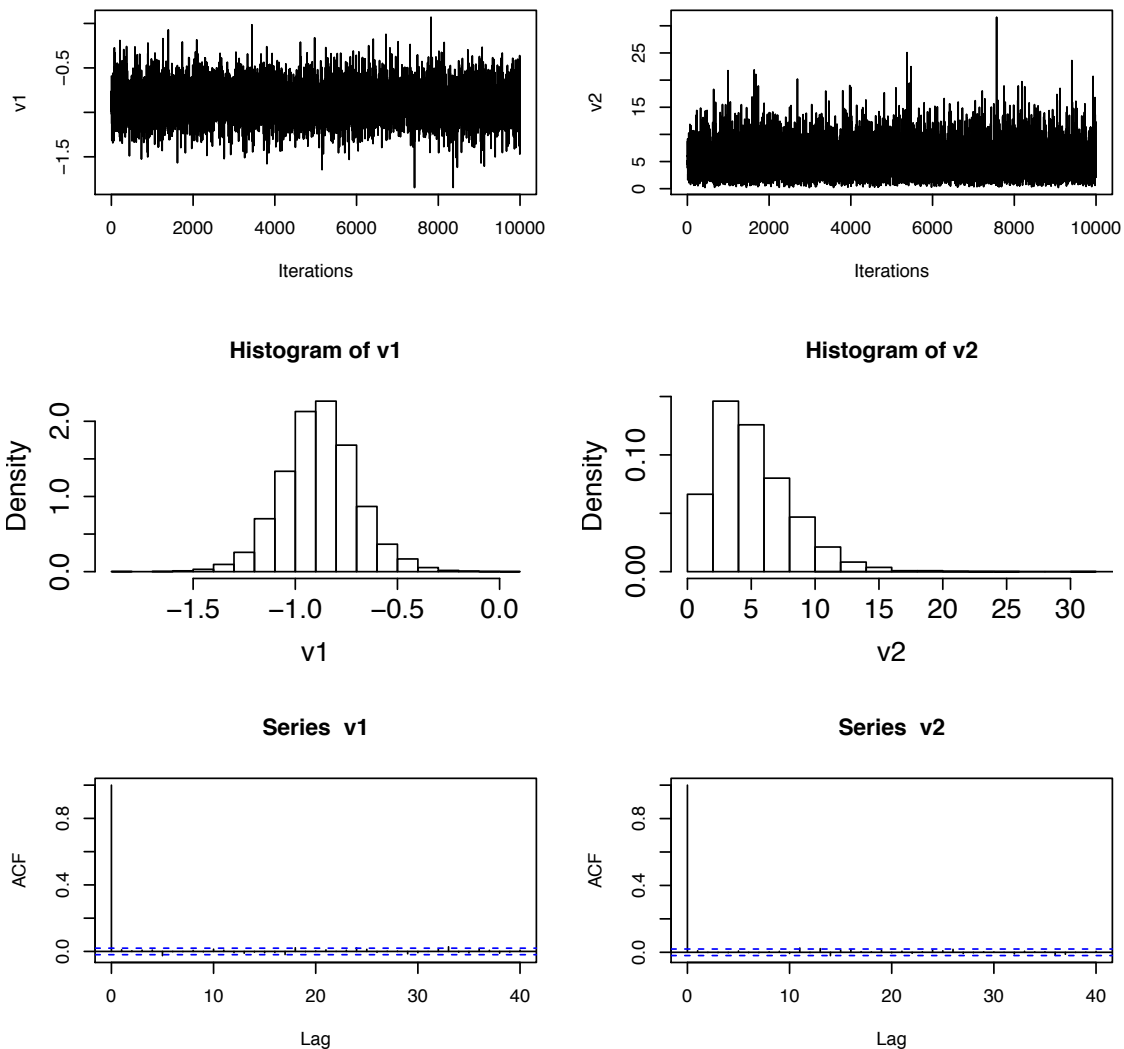 v1
−0.5
−1.5
0 2000 4000 6000 8000 10000
Iterations
v2
25
15
5
0
0 2000 4000 6000 8000 10000
Iterations
Histogram of v1
Density
2.0
1.0
0.0
−1.5 −1.0 −0.5 0.0
v1
Histogram of v2
Density
0.10
0.00
0 5 10 15 20 25 30
v2
Series v1
ACF
0.8
0.4
0.0
0 10 20 30 40
Lag
Series v2
ACF
0.8
0.4
0.0
0 10 20 30 40
Lag